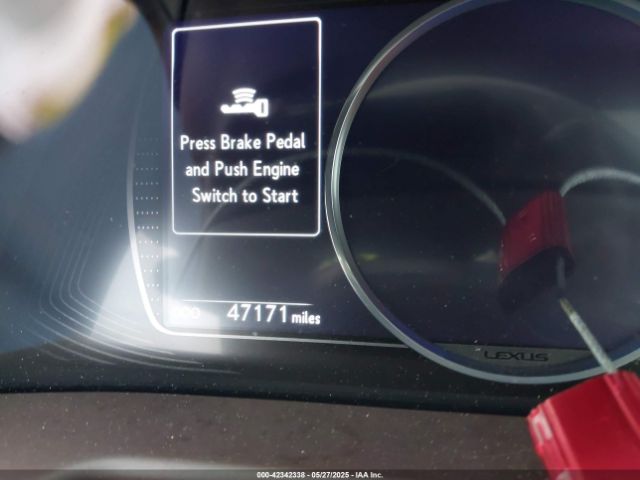 Press Brake Pedal
and Push Engine
Switch to Start
000 47171 miles
LEXUS
000-42342338 - 05/27/2025 - IAA Inc.